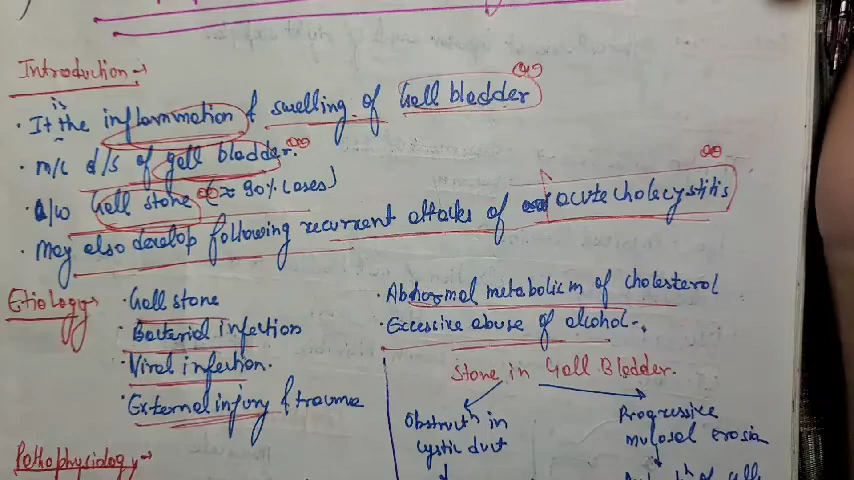 Introduction →
is
• It the inflammation & swelling of Gall bladder
• m/c d/s of gall bladder.
• a/w Gall stone (≈ 90% cases)
• May also develop following recurrent attacks of acute cholecystitis
Etiology →
• Gall stone
• Bacterial infection
• Viral infection.
• External injury & trauma
• Abnormal metabolism of cholesterol
• Excessive abuse of alcohol.
Stone in Gall Bladder.
Obstructn in
cystic duct
Progressive
mucosal erosion
Pathophysiology →